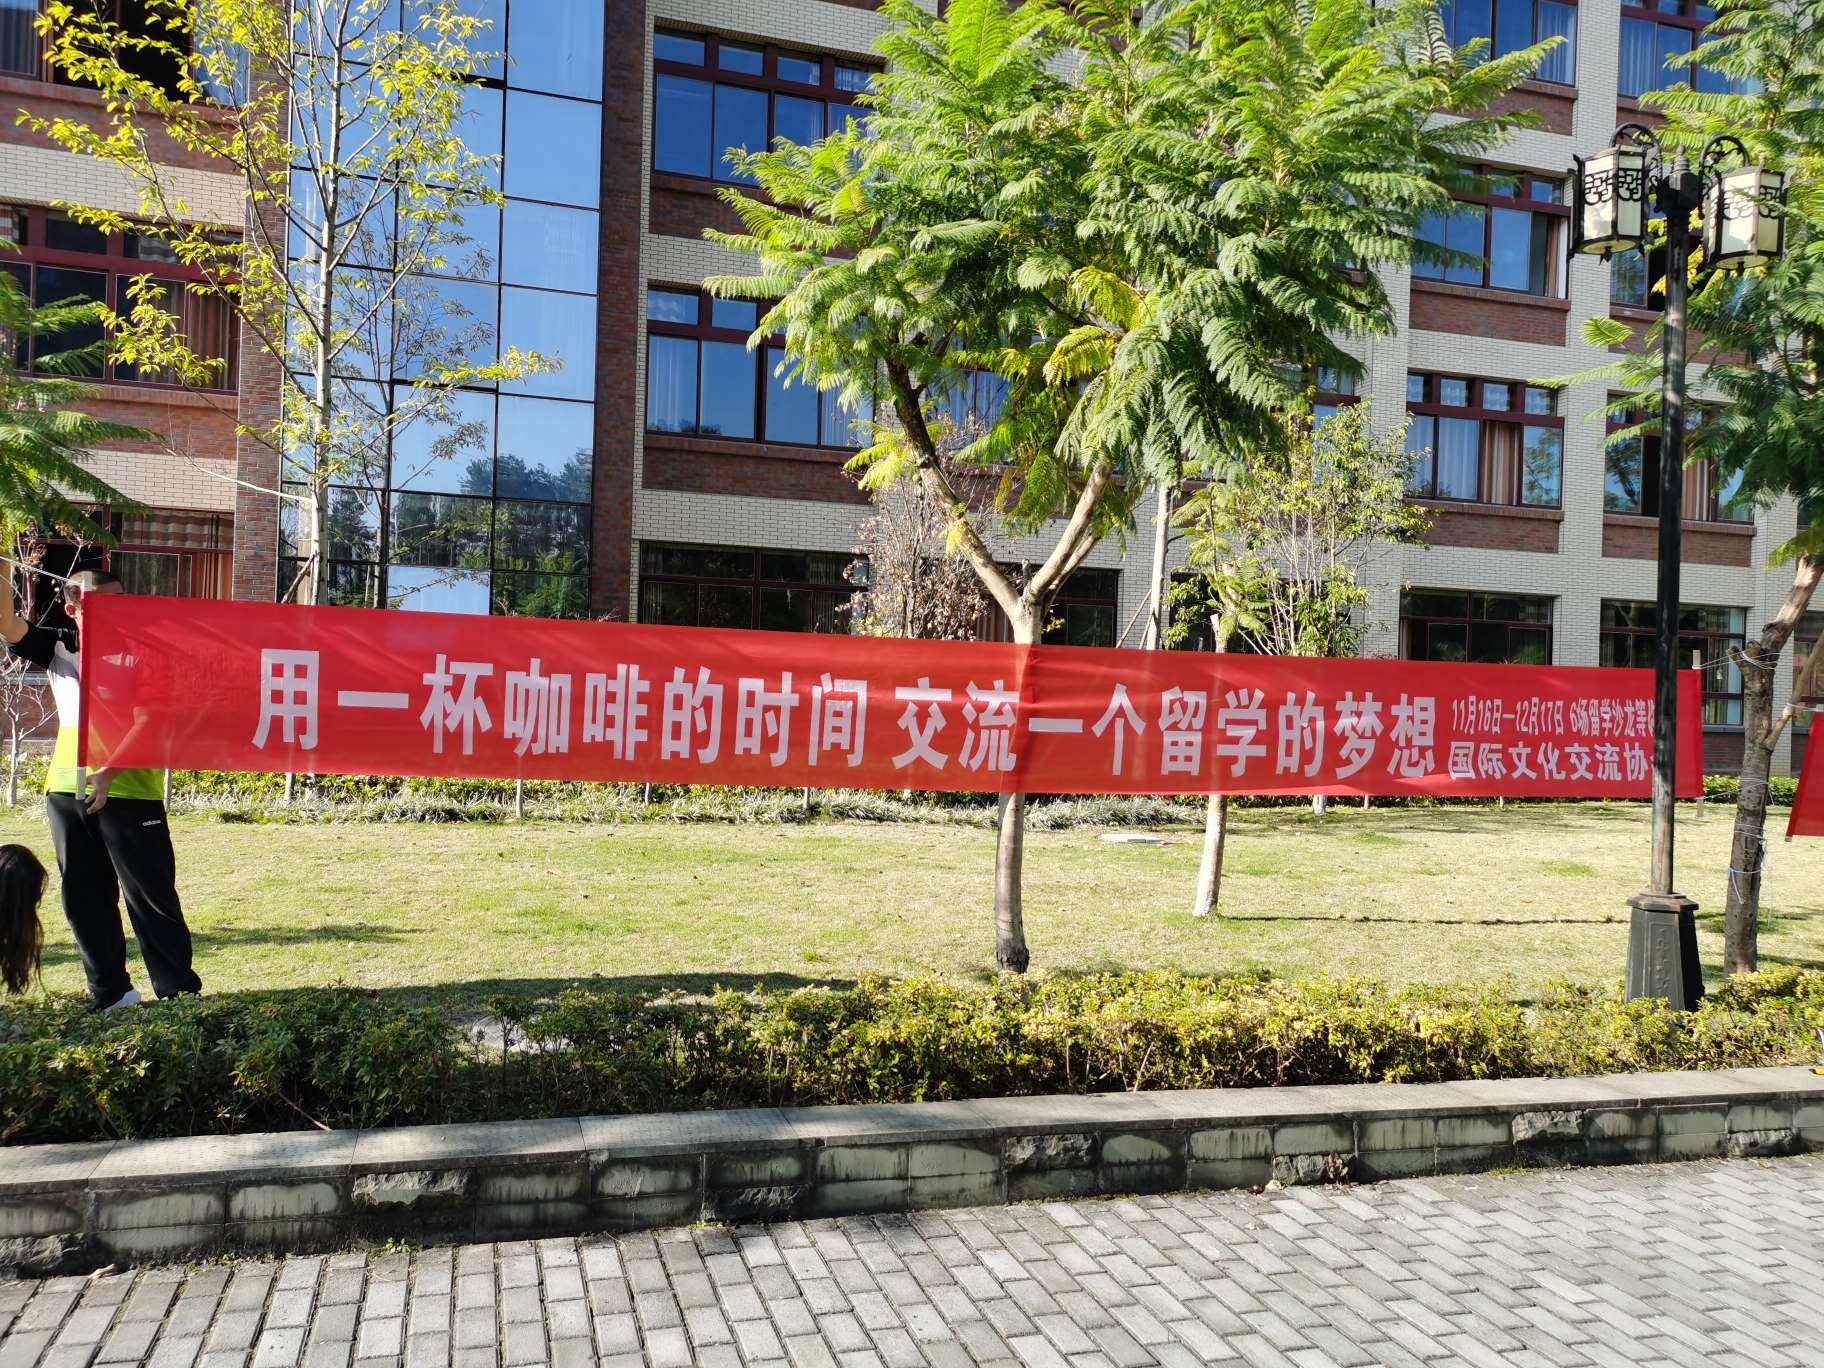 用一杯咖啡的时间 交流一个留学的梦想
11月16日—12月17日 6场留学沙龙等
国际文化交流协
adidas